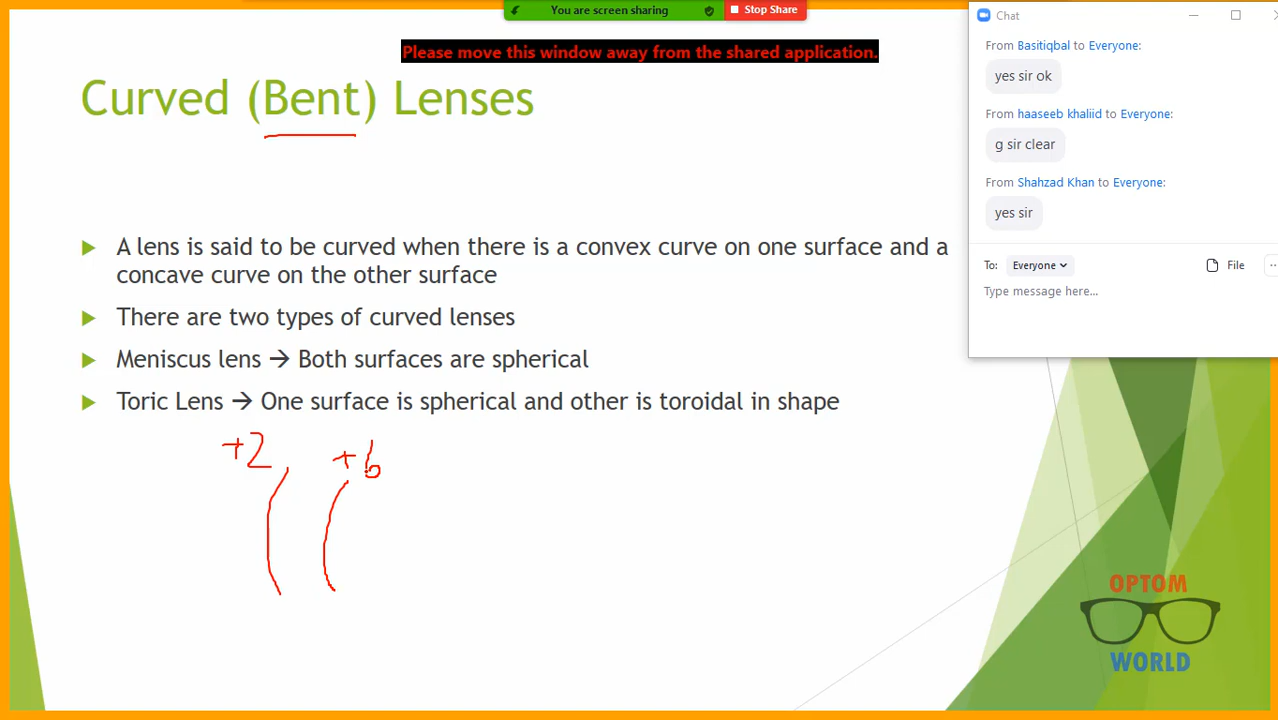 You are screen sharing
Stop Share
Please move this window away from the shared application.
Curved (Bent) Lenses
A lens is said to be curved when there is a convex curve on one surface and a
concave curve on the other surface
There are two types of curved lenses
Meniscus lens → Both surfaces are spherical
Toric Lens → One surface is spherical and other is toroidal in shape
+2
+6
OPTOM
WORLD
Chat
From Basitiqbal to Everyone:
yes sir ok
From haaseeb khaliid to Everyone:
g sir clear
From Shahzad Khan to Everyone:
yes sir
To: Everyone
File
Type message here...